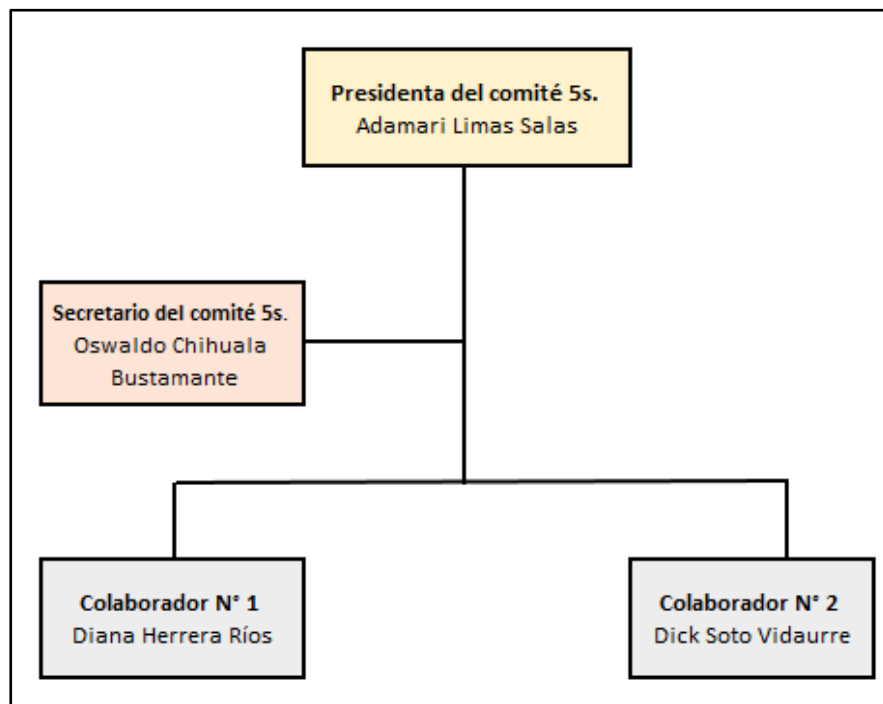 Presidenta del comité 5s.
Adamari Limas Salas
Secretario del comité 5s.
Oswaldo Chihuala
Bustamante
Colaborador N° 1
Diana Herrera Ríos
Colaborador N° 2
Dick Soto Vidaurre